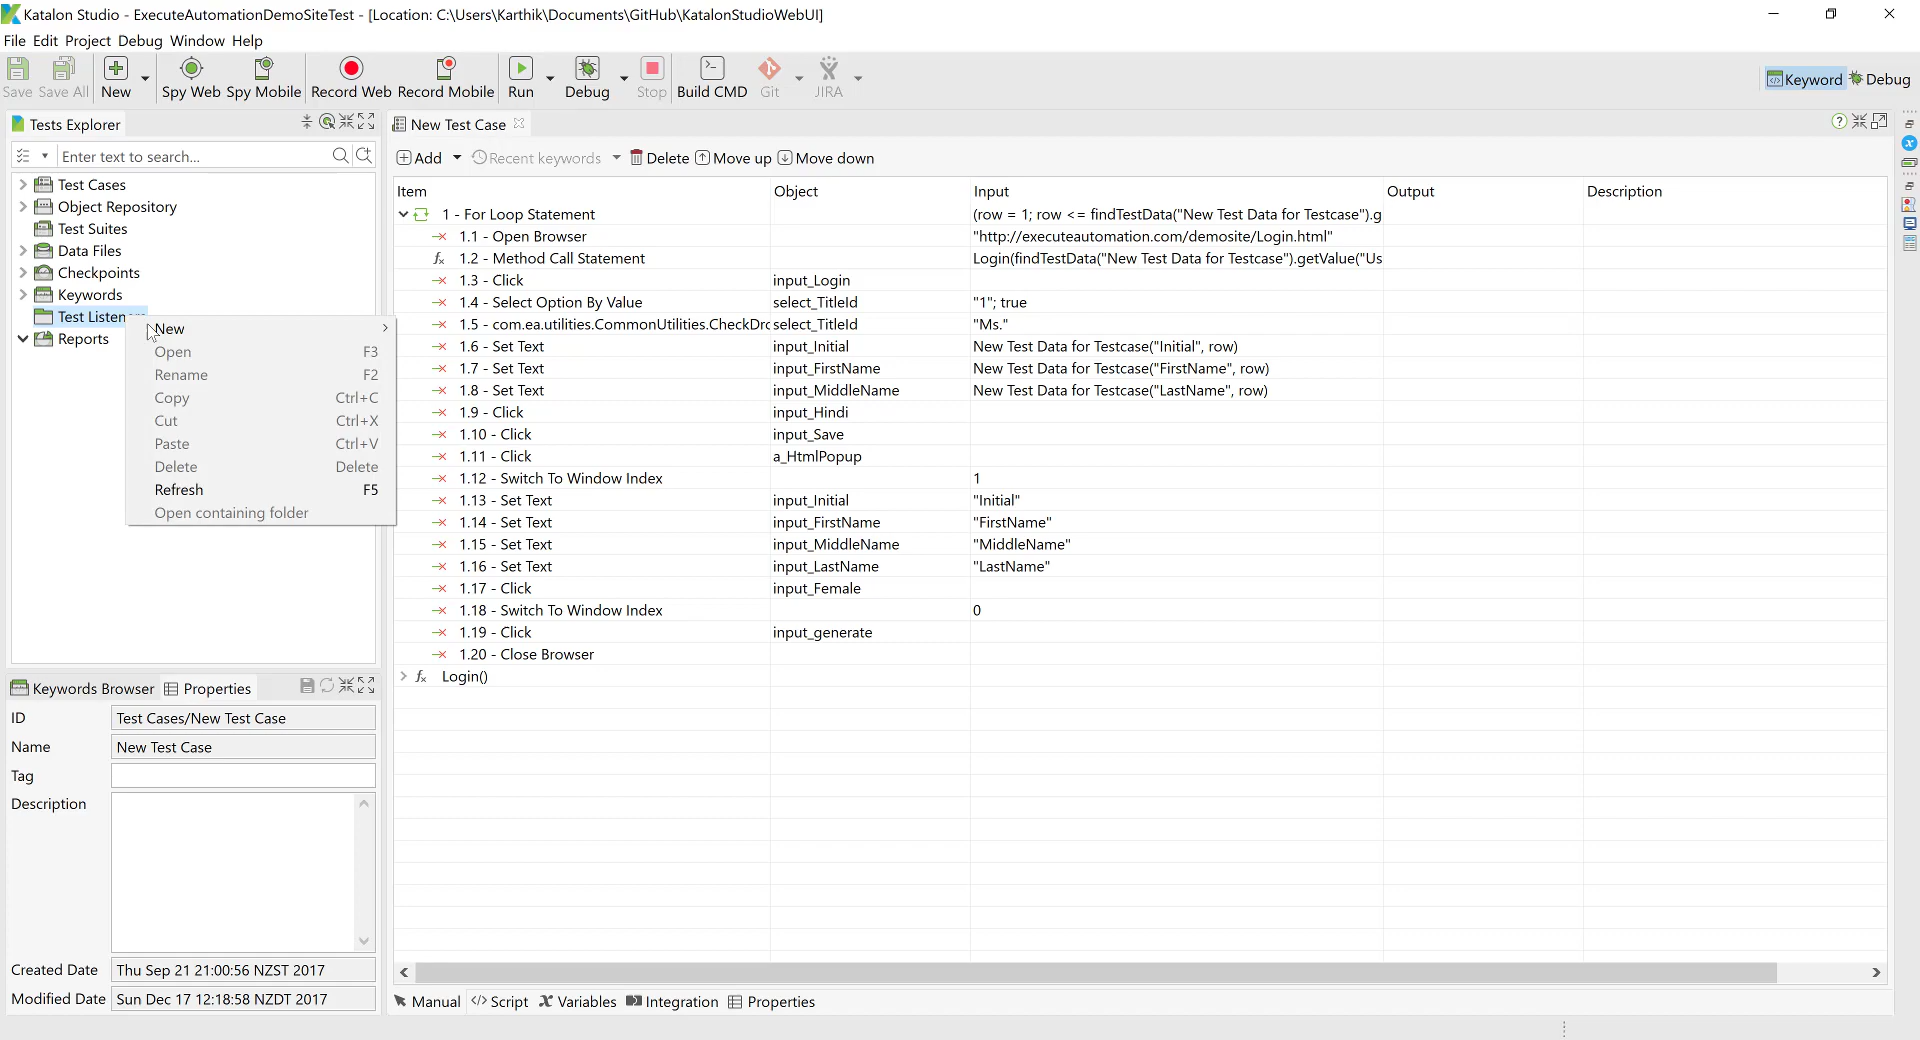 Katalon Studio - ExecuteAutomationDemoSiteTest - [Location: C:\Users\Karthik\Documents\GitHub\KatalonStudioWebUI]
File Edit Project Debug Window Help
Save Save All New Spy Web Spy Mobile Record Web Record Mobile Run Debug Stop Build CMD Git JIRA Keyword Debug
Tests Explorer
Enter text to search...
Test Cases
Object Repository
Test Suites
Data Files
Checkpoints
Keywords
Test Listeners
Reports
New
Open F3
Rename F2
Copy Ctrl+C
Cut Ctrl+X
Paste Ctrl+V
Delete Delete
Refresh F5
Open containing folder
Keywords Browser Properties
ID Test Cases/New Test Case
Name New Test Case
Tag
Description
Created Date Thu Sep 21 21:00:56 NZST 2017
Modified Date Sun Dec 17 12:18:58 NZDT 2017
New Test Case
Add Recent keywords Delete Move up Move down
Item Object Input Output Description
1 - For Loop Statement (row = 1; row <= findTestData("New Test Data for Testcase").g
1.1 - Open Browser "http://executeautomation.com/demosite/Login.html"
1.2 - Method Call Statement Login(findTestData("New Test Data for Testcase").getValue("Us
1.3 - Click input_Login
1.4 - Select Option By Value select_TitleId "1"; true
1.5 - com.ea.utilities.CommonUtilities.CheckDrc select_TitleId "Ms."
1.6 - Set Text input_Initial New Test Data for Testcase("Initial", row)
1.7 - Set Text input_FirstName New Test Data for Testcase("FirstName", row)
1.8 - Set Text input_MiddleName New Test Data for Testcase("LastName", row)
1.9 - Click input_Hindi
1.10 - Click input_Save
1.11 - Click a_HtmlPopup
1.12 - Switch To Window Index 1
1.13 - Set Text input_Initial "Initial"
1.14 - Set Text input_FirstName "FirstName"
1.15 - Set Text input_MiddleName "MiddleName"
1.16 - Set Text input_LastName "LastName"
1.17 - Click input_Female
1.18 - Switch To Window Index 0
1.19 - Click input_generate
1.20 - Close Browser
fx Login()
Manual Script Variables Integration Properties